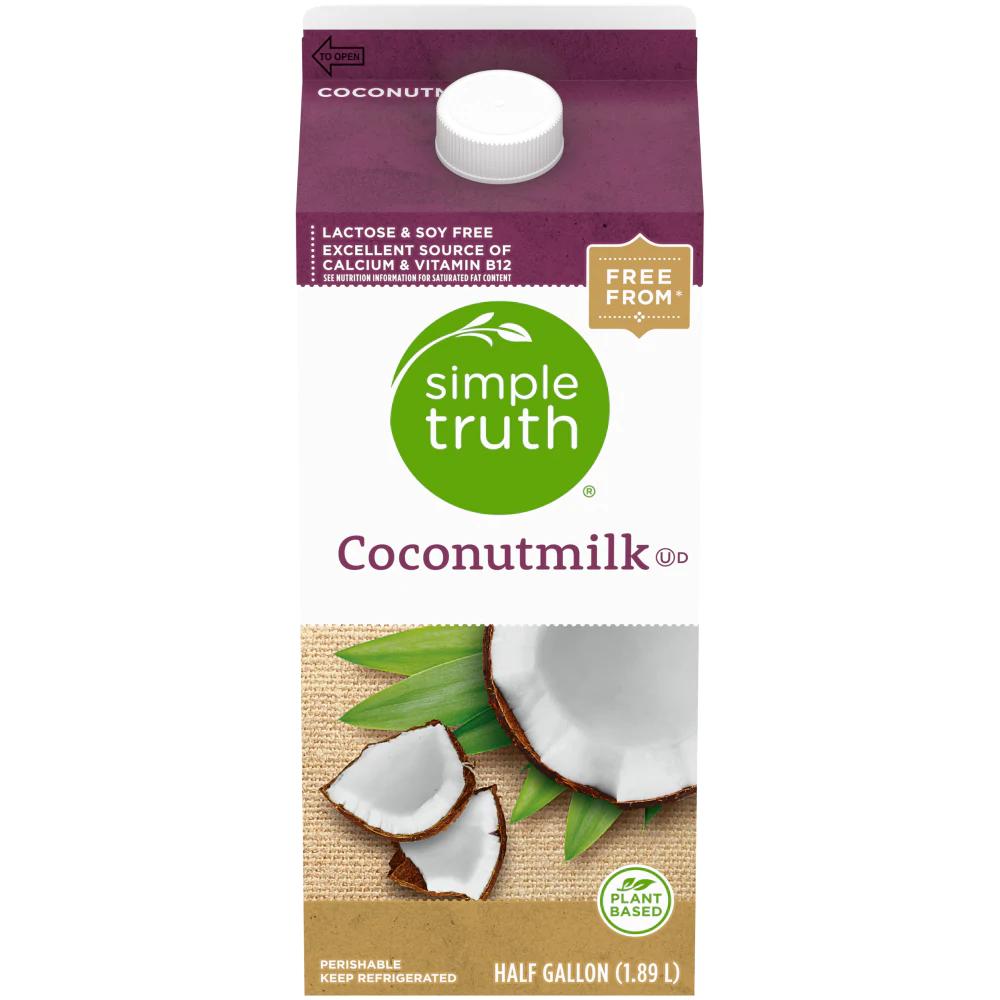 TO OPEN
COCONUTM
LACTOSE & SOY FREE
EXCELLENT SOURCE OF
CALCIUM & VITAMIN B12
SEE NUTRITION INFORMATION FOR SATURATED FAT CONTENT
FREE
FROM*
simple
truth
®
Coconutmilk Ⓤ D
PLANT
BASED
PERISHABLE
KEEP REFRIGERATED
HALF GALLON (1.89 L)